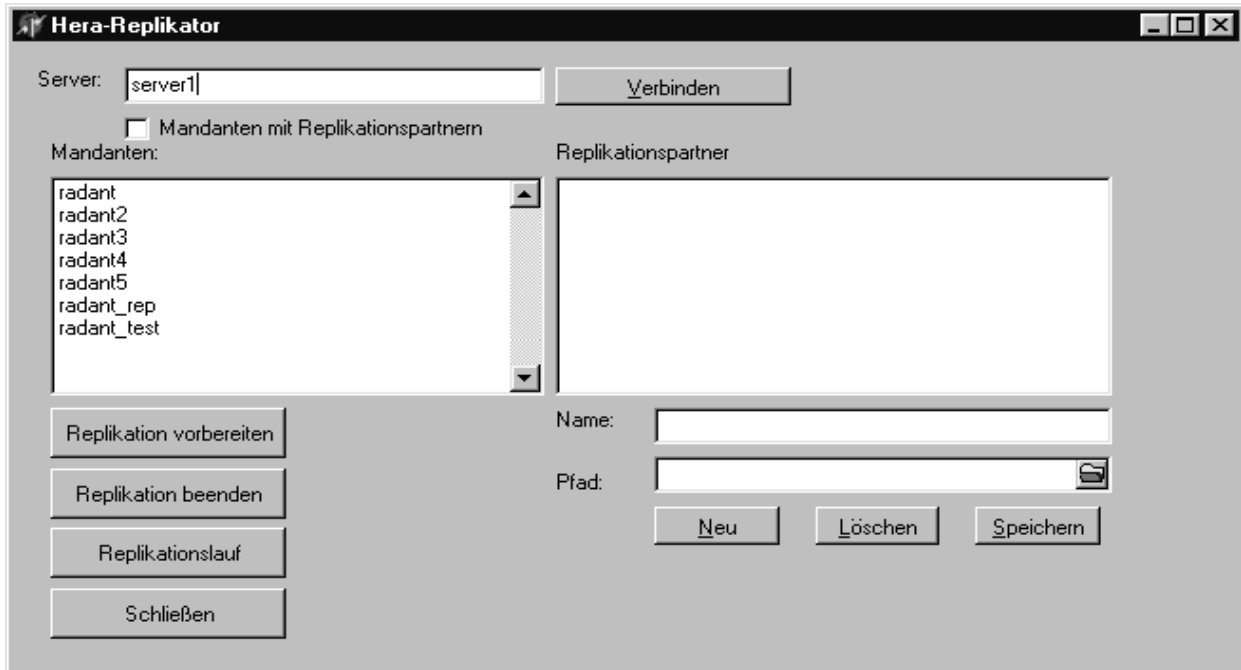 Hera-Replikator
Server: server1 Verbinden
Mandanten mit Replikationspartnern
Mandanten: Replikationspartner
radant
radant2
radant3
radant4
radant5
radant_rep
radant_test
Replikation vorbereiten
Replikation beenden
Replikationslauf
Schließen
Name:
Pfad:
Neu Löschen Speichern